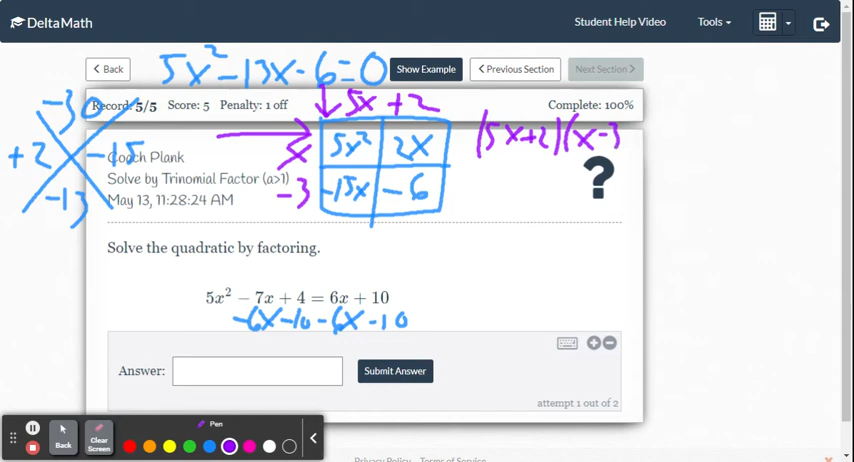 DeltaMath
Student Help Video
Tools
Back
5x² - 13x - 6 = 0
Show Example
Previous Section
Next Section
-30
Record: 5/5 Score: 5 Penalty: 1 off
Complete: 100%
5x +2
+2 -15
-13
x 5x² 2x
-3 -15x -6
(5x+2)(x-3
Coach Plank
Solve by Trinomial Factor (a>1)
May 13, 11:28:24 AM
?
Solve the quadratic by factoring.
5x² − 7x + 4 = 6x + 10
-6x -10 -6x -10
Answer:
Submit Answer
attempt 1 out of 2
Pen
Back
Clear Screen
Privacy Policy Terms of Service